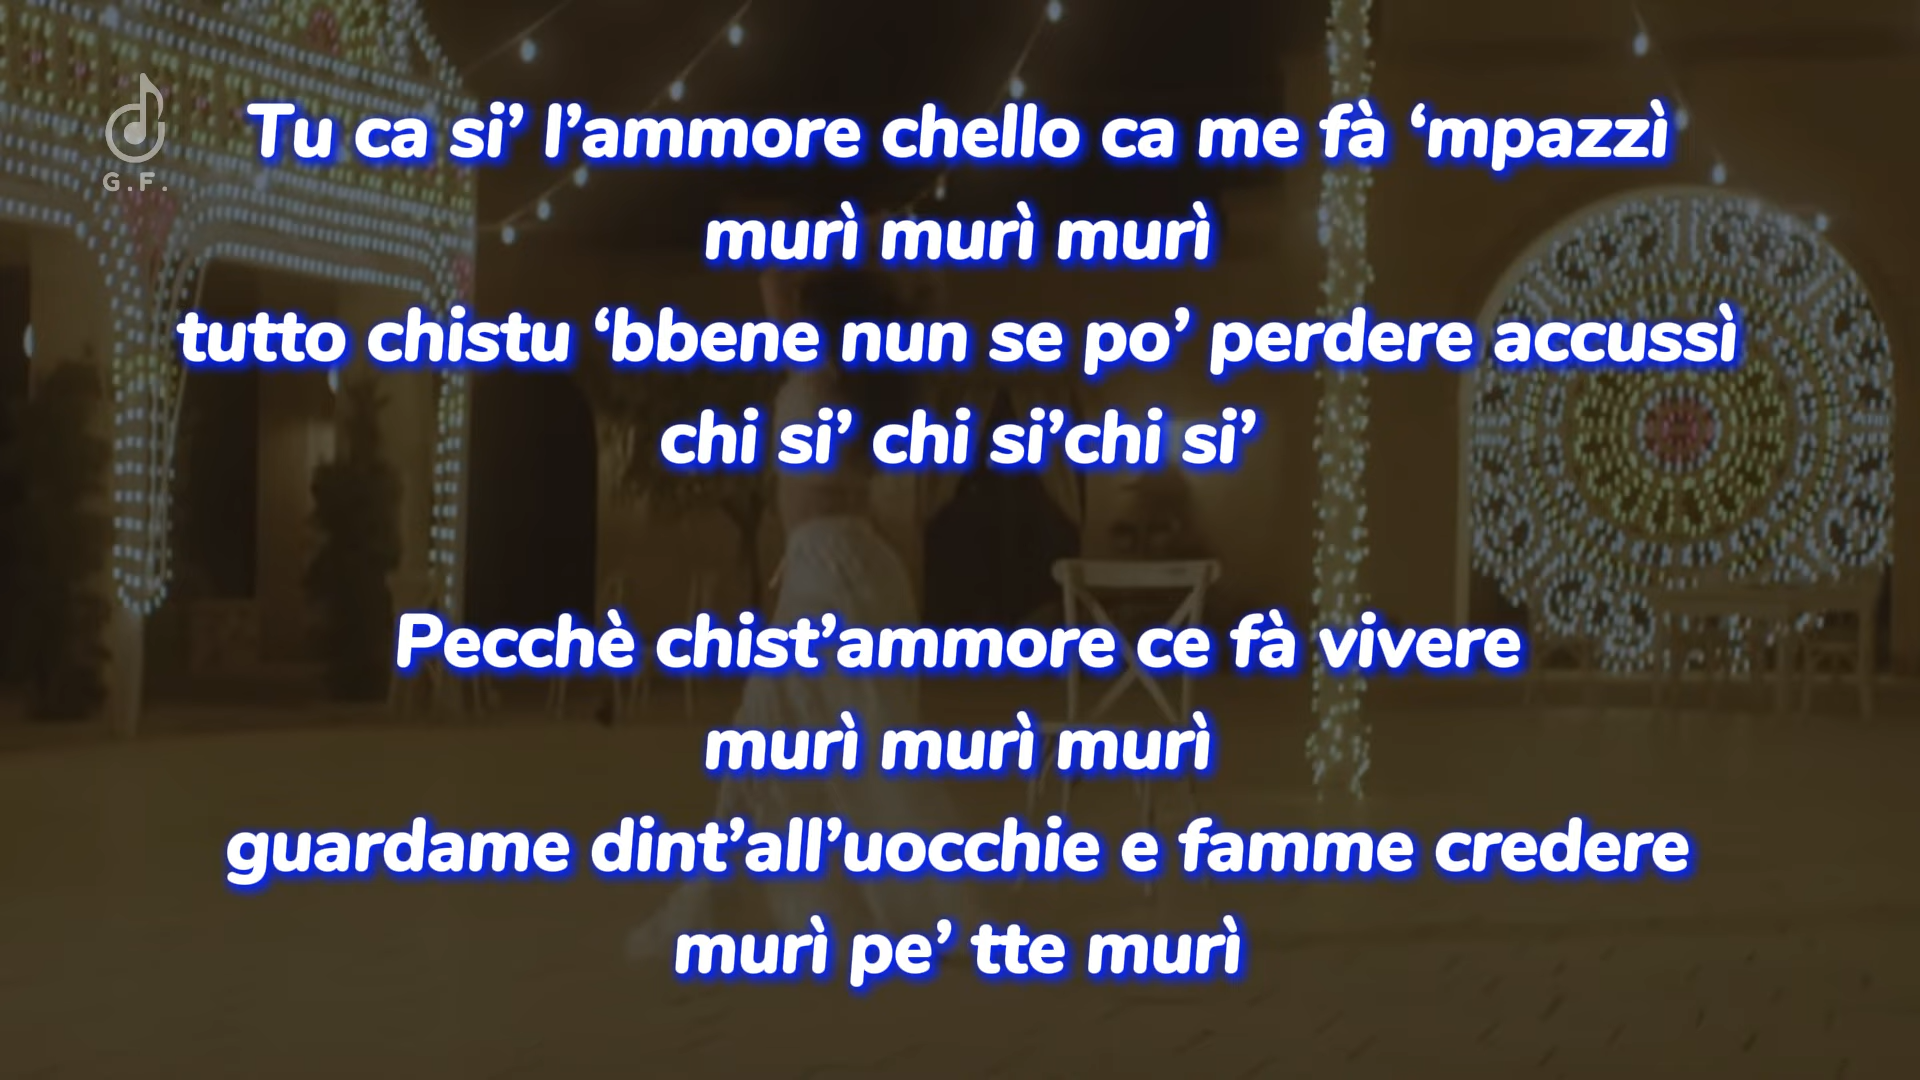 G.F.
Tu ca si’ l’ammore chello ca me fà ‘mpazzì
murì murì murì
tutto chistu ‘bbene nun se po’ perdere accussì
chi si’ chi si’chi si’
Pecchè chist’ammore ce fà vivere
murì murì murì
guardame dint’all’uocchie e famme credere
murì pe’ tte murì